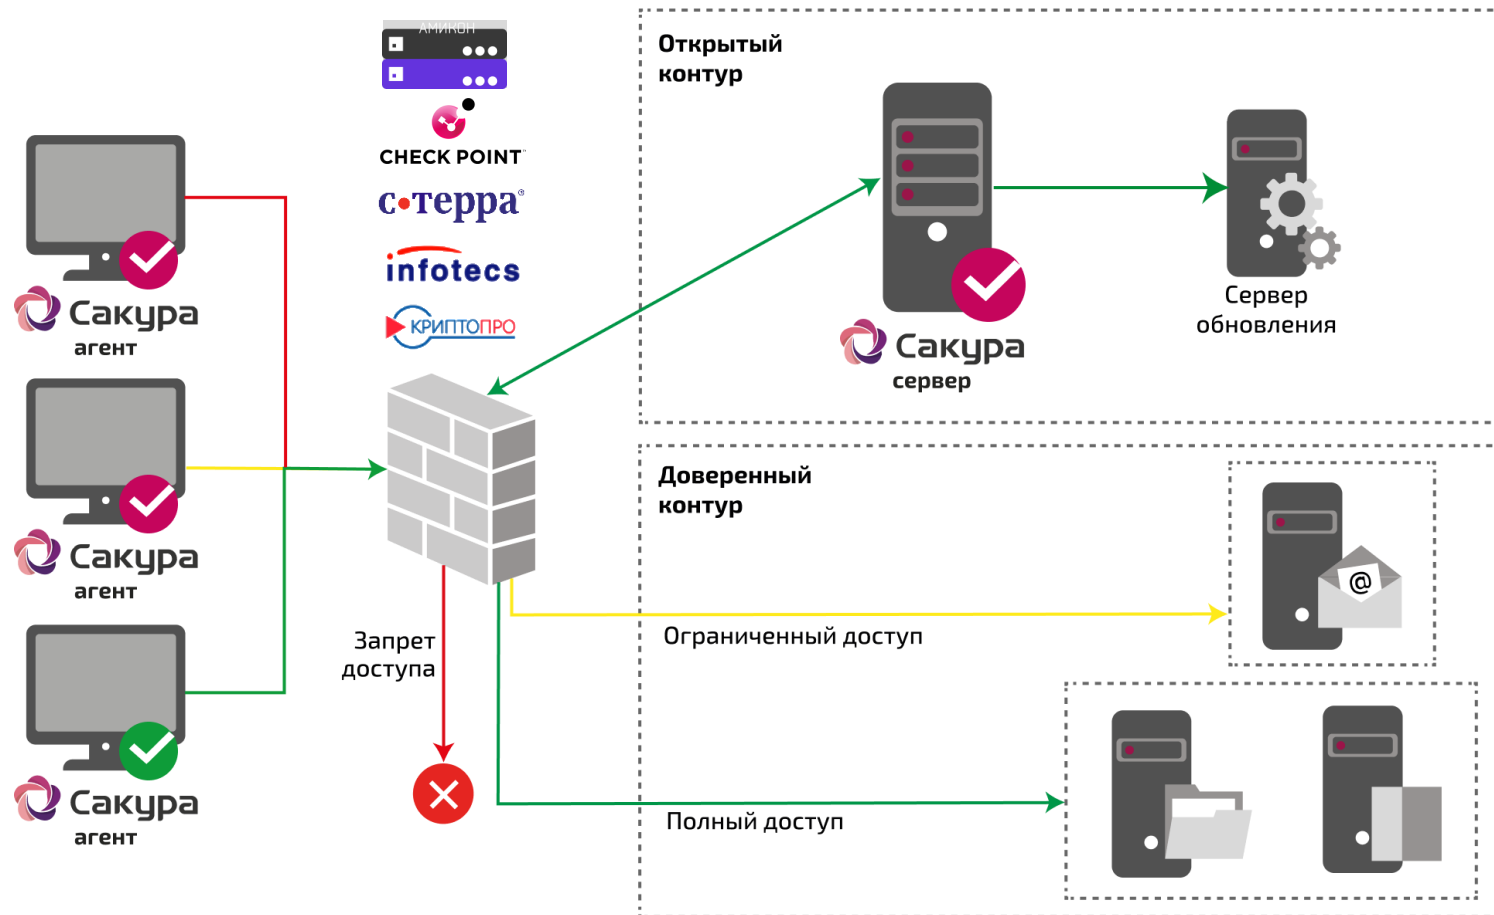 АМИКОН
CHECK POINT
с•терра®
infotecs
КРИПТОПРО
Сакура
агент
Сакура
агент
Сакура
агент
Запрет
доступа
Открытый
контур
Сакура
сервер
Сервер
обновления
Доверенный
контур
@
Ограниченный доступ
Полный доступ